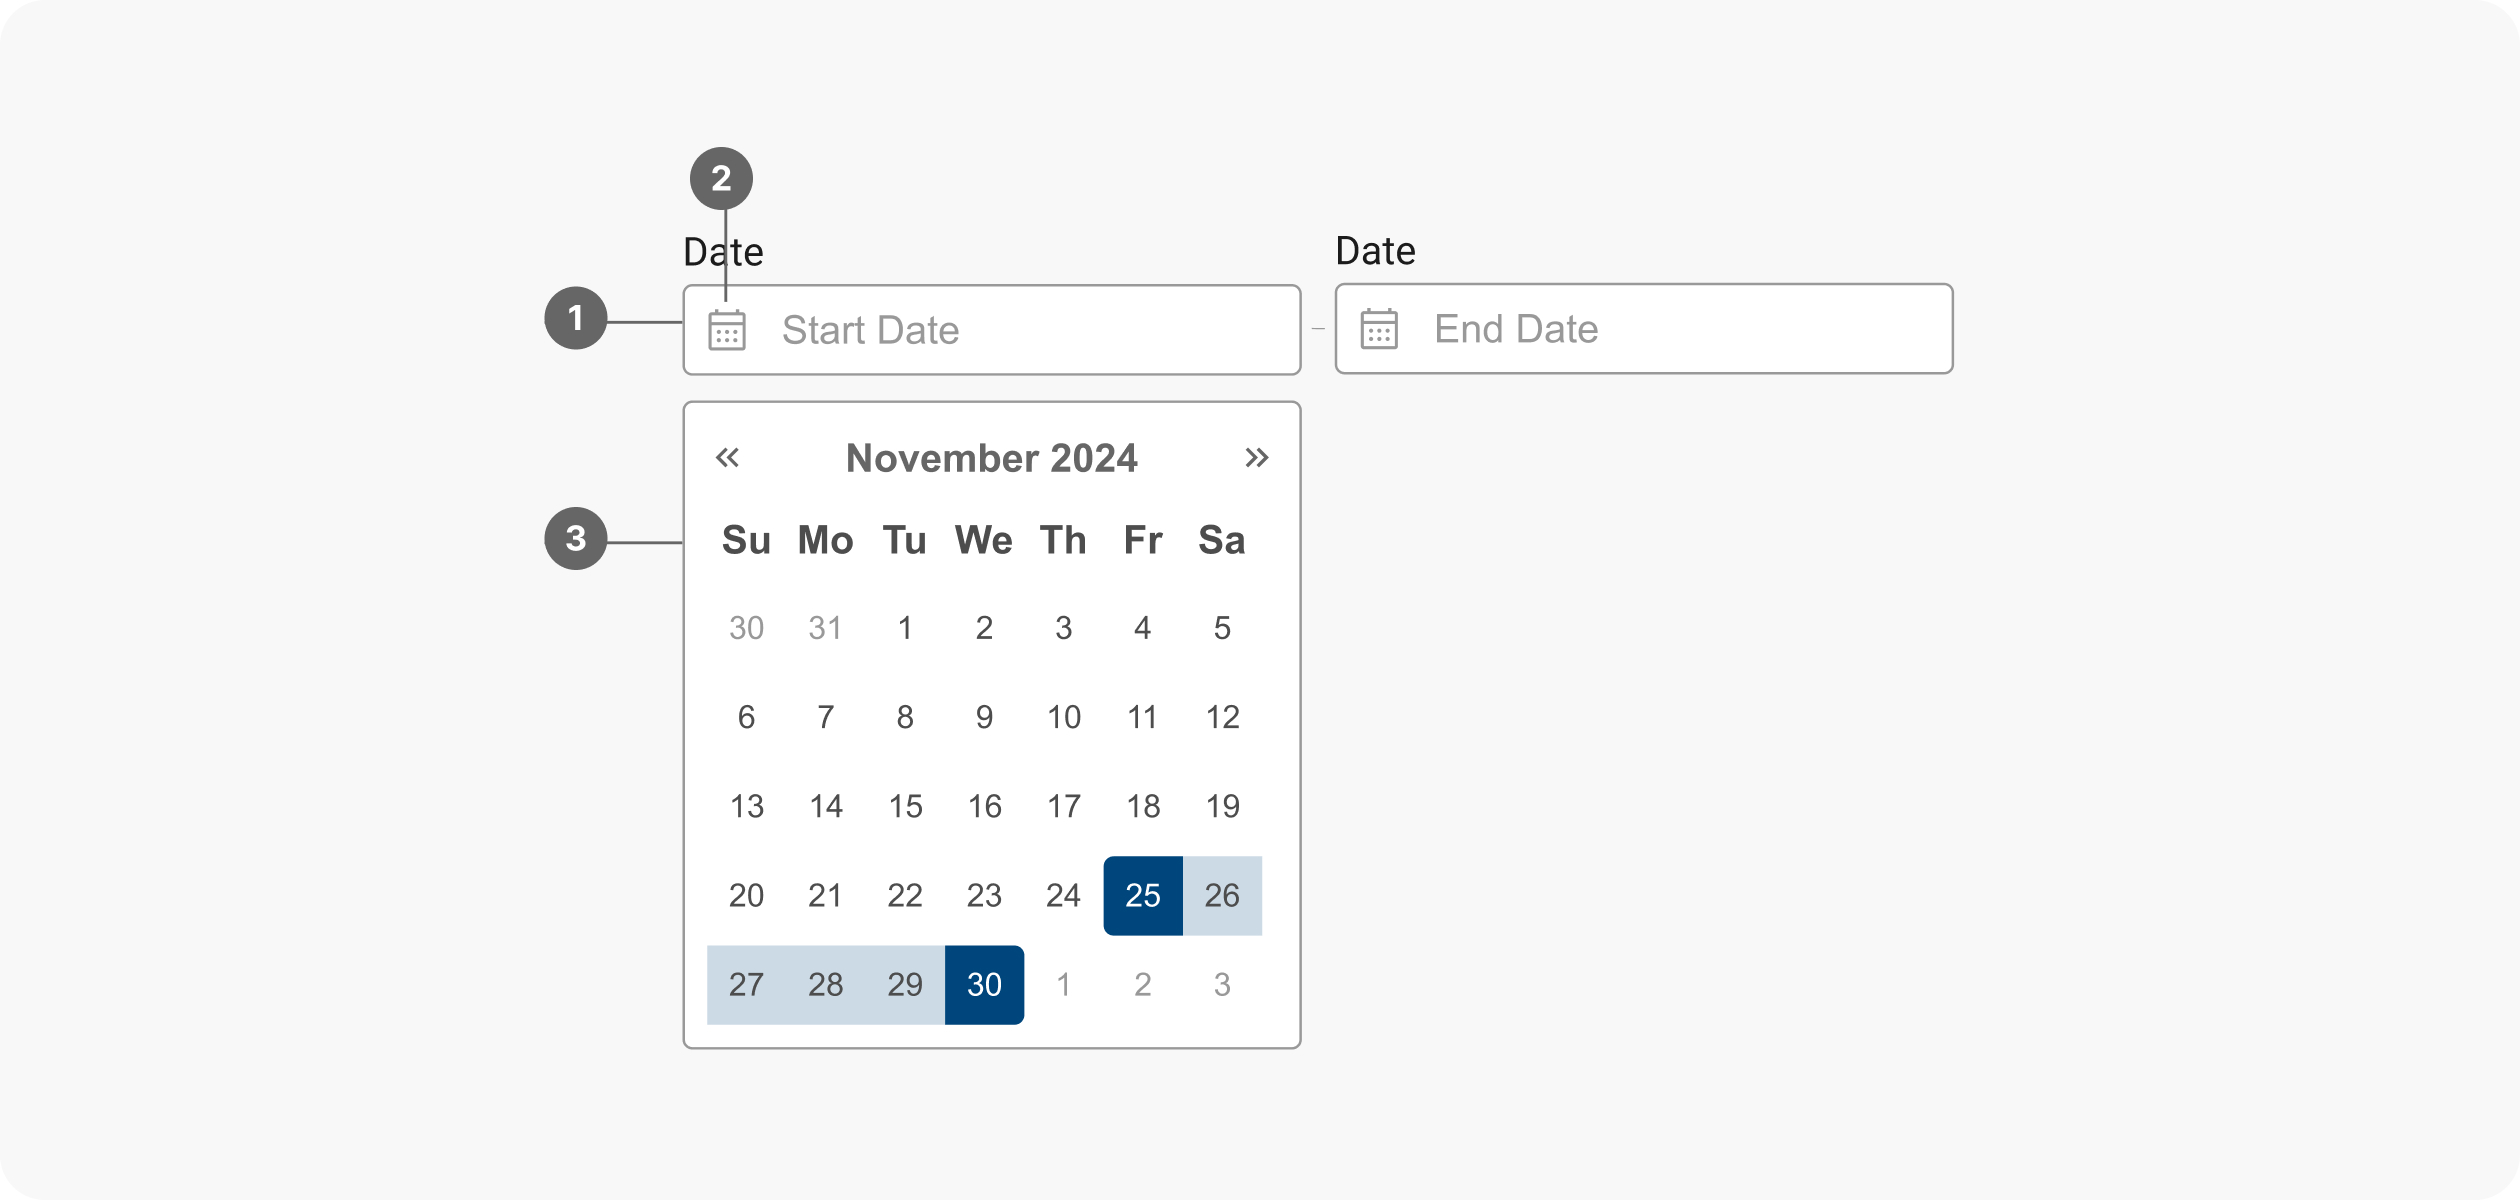 2
Date
Date
1
Start Date
–
End Date
« November 2024 »
3
Su Mo Tu We Th Fr Sa
30 31 1 2 3 4 5
6 7 8 9 10 11 12
13 14 15 16 17 18 19
20 21 22 23 24 25 26
27 28 29 30 1 2 3